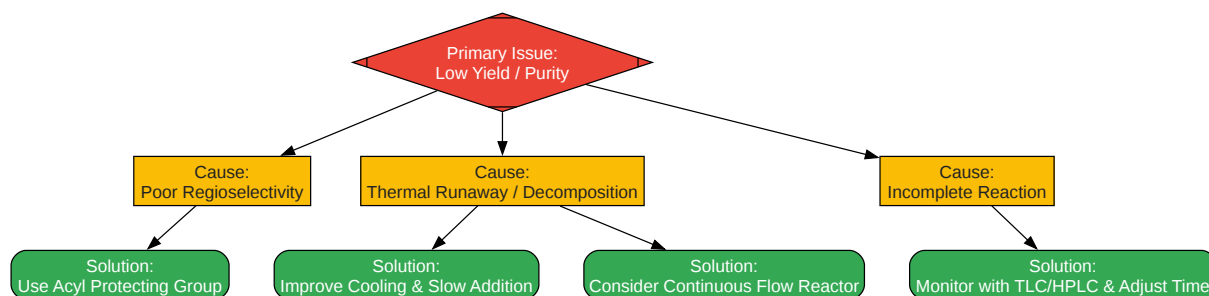 Primary Issue:
Low Yield / Purity
Cause:
Poor Regioselectivity
Cause:
Thermal Runaway / Decomposition
Cause:
Incomplete Reaction
Solution:
Use Acyl Protecting Group
Solution:
Improve Cooling & Slow Addition
Solution:
Consider Continuous Flow Reactor
Solution:
Monitor with TLC/HPLC & Adjust Time